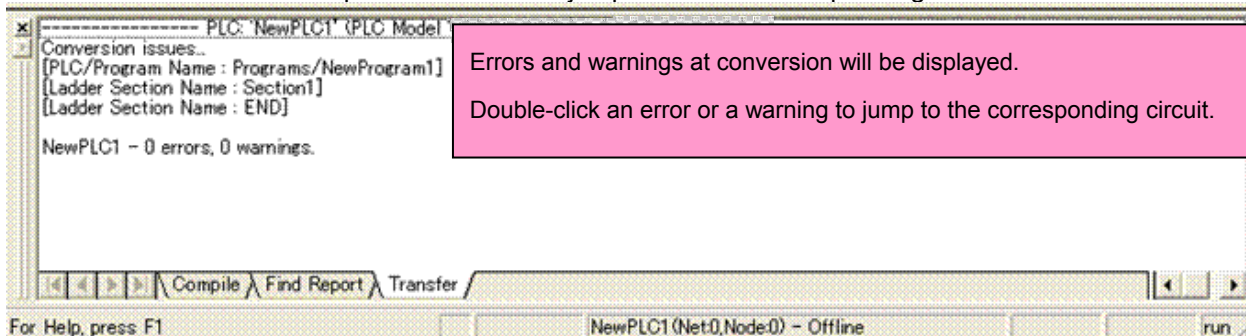 ---------------- PLC: 'NewPLC1' (PLC Model
Conversion issues..
[PLC/Program Name : Programs/NewProgram1]
[Ladder Section Name : Section1]
[Ladder Section Name : END]
NewPLC1 - 0 errors, 0 warnings.
Errors and warnings at conversion will be displayed.
Double-click an error or a warning to jump to the corresponding circuit.
Compile Find Report Transfer
For Help, press F1 NewPLC1(Net:0,Node:0) - Offline run